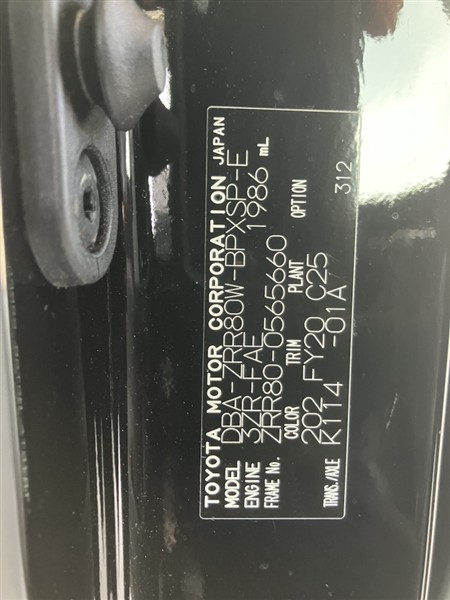 TOYOTA MOTOR CORPORATION JAPAN
MODEL DBA-ZRR80W-BPXSP-E
ENGINE 3ZR-FAE 1986 mL
FRAME No. ZRR80-0565660
COLOR TRIM PLANT OPTION
202 FY20 C25
TRANS./AXLE K114 -01A 312